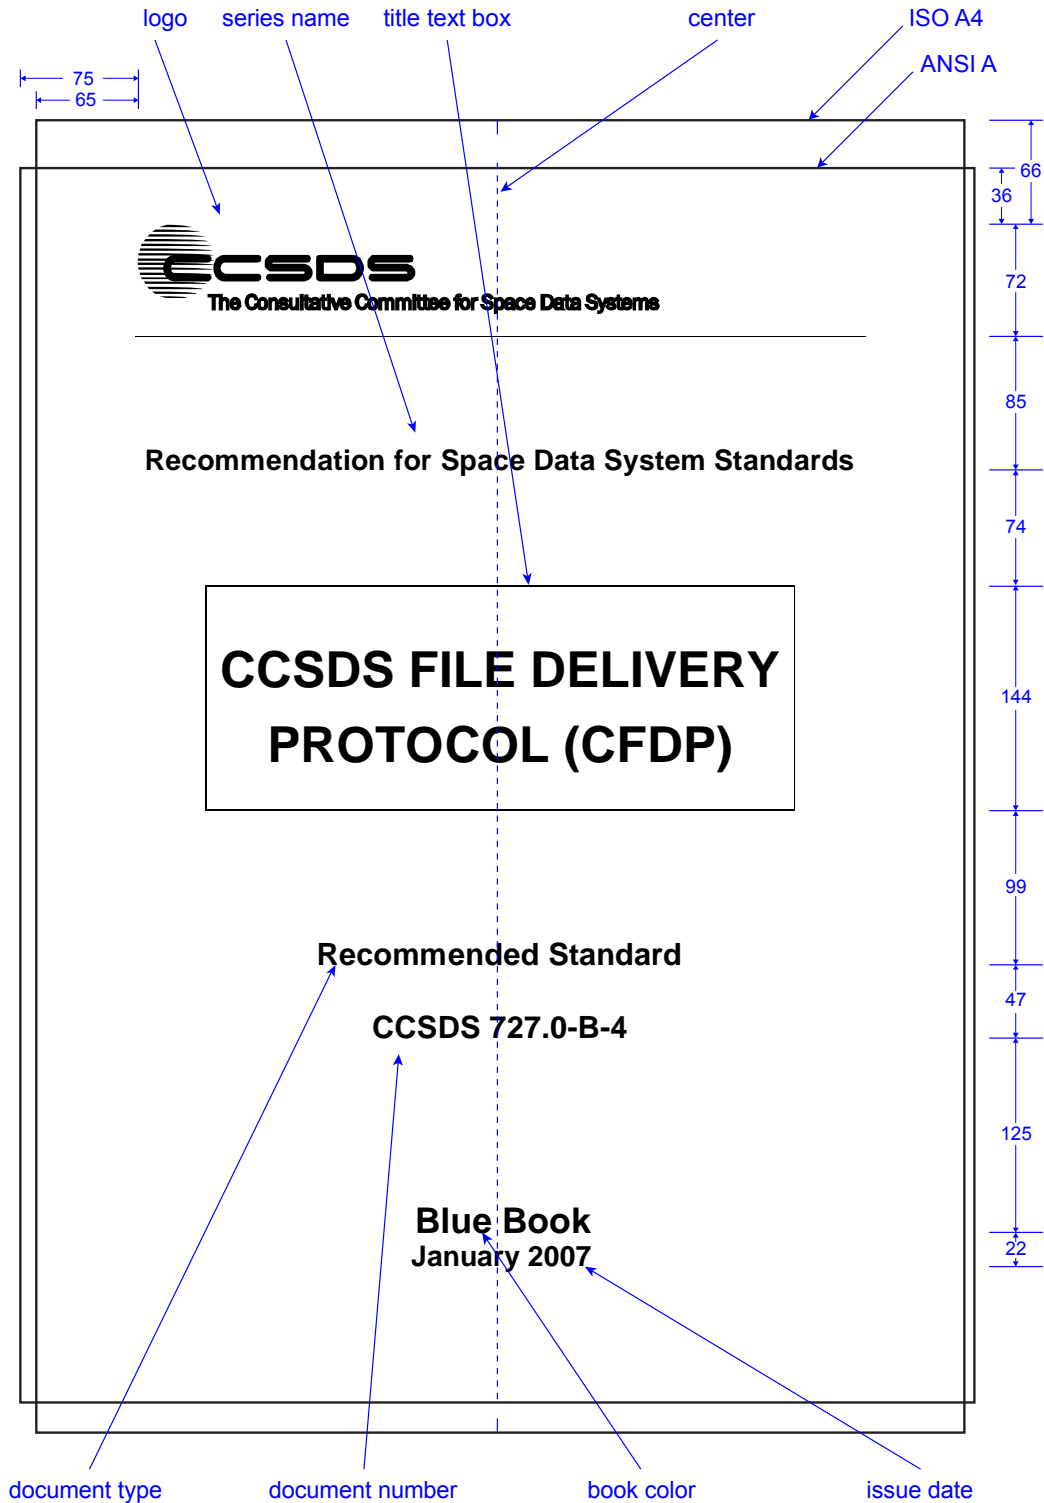 logo
series name
title text box
center
ISO A4
ANSI A
75
65
66
36
CCSDS
The Consultative Committee for Space Data Systems
72
85
Recommendation for Space Data System Standards
74
CCSDS FILE DELIVERY
PROTOCOL (CFDP)
144
99
Recommended Standard
47
CCSDS 727.0-B-4
125
Blue Book
January 2007
22
document type
document number
book color
issue date